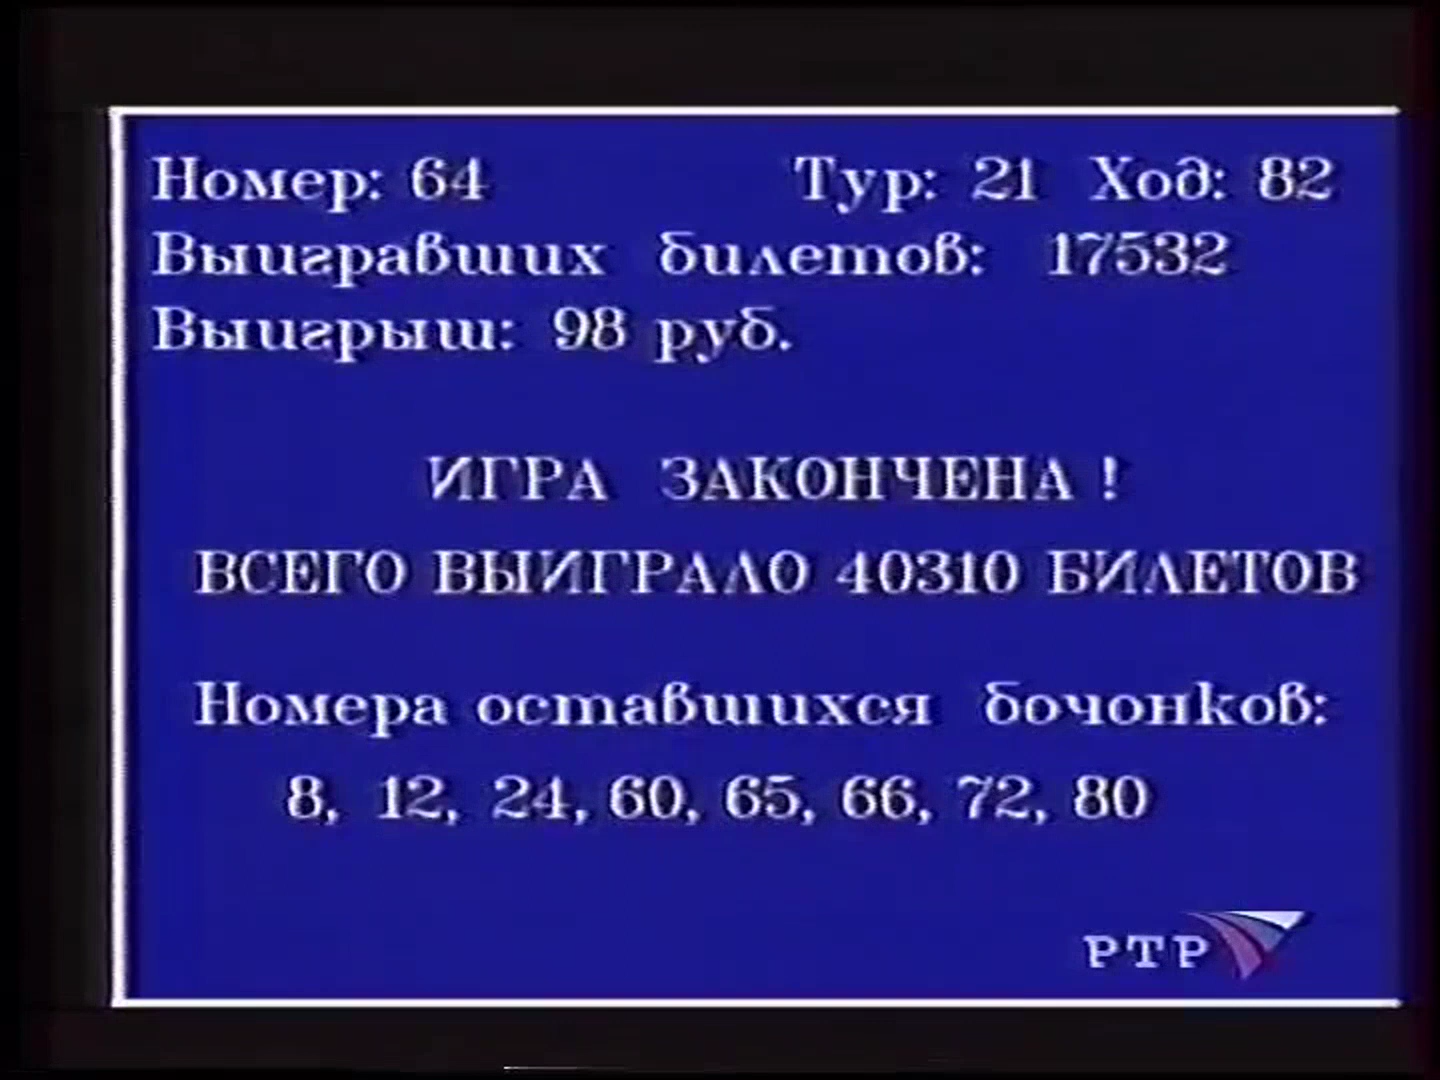 Номер: 64 Тур: 21 Ход: 82
Выигравших билетов: 17532
Выигрыш: 98 руб.
ИГРА ЗАКОНЧЕНА !
ВСЕГО ВЫИГРАЛО 40310 БИЛЕТОВ
Номера оставшихся бочонков:
8, 12, 24, 60, 65, 66, 72, 80
РТР